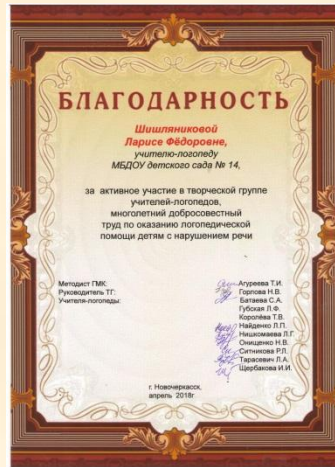 БЛАГОДАРНОСТЬ
Шишляниковой
Ларисе Фёдоровне,
учителю-логопеду
МБДОУ детского сада № 14,
за активное участие в творческой группе
учителей-логопедов,
многолетний добросовестный
труд по оказанию логопедической
помощи детям с нарушением речи
Методист ГМК: Агуреева Т.И.
Руководитель ТГ: Горлова Н.В.
Учителя-логопеды: Батаева С.А.
Губская Л.Ф.
Королёва Т.В.
Найденко Л.П.
Нишкомаева Л.Г.
Онищенко Н.В.
Ситникова Р.Л.
Тарасевич Л.А.
Щербакова И.И.
г. Новочеркасск,
апрель 2018г